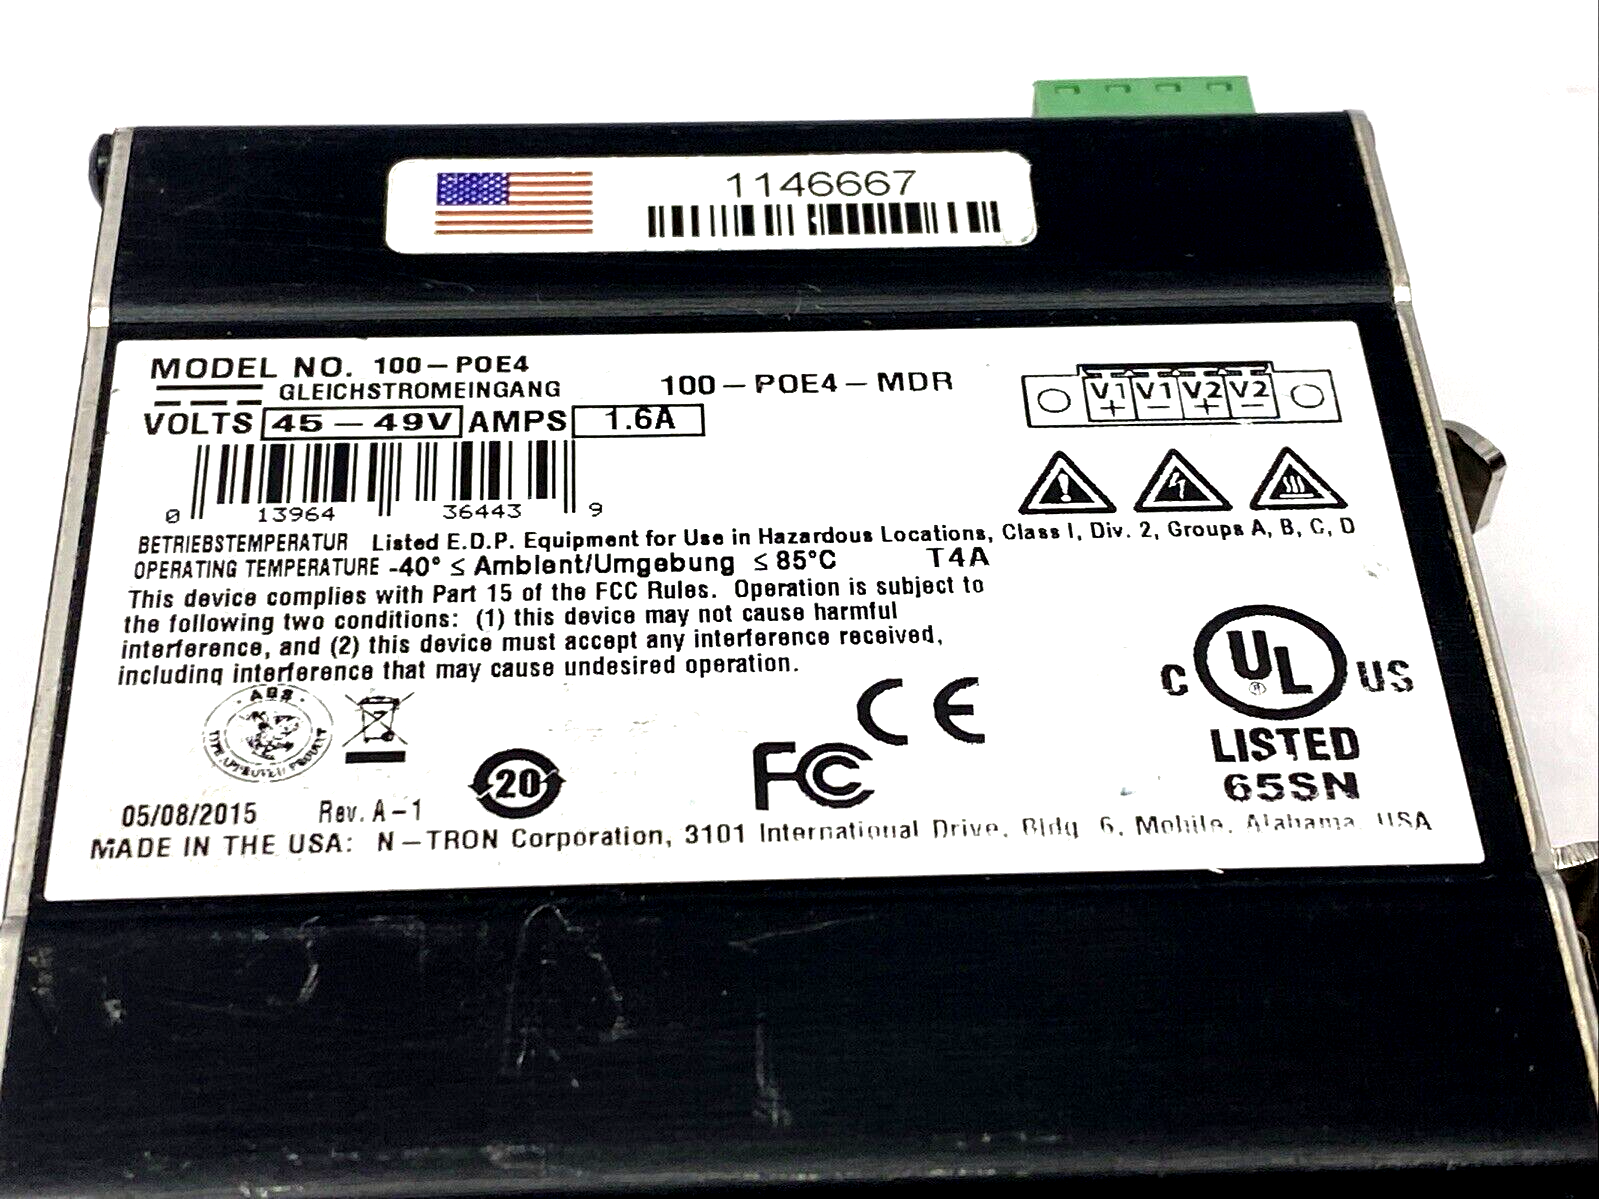 1146667
MODEL NO. 100-POE4
GLEICHSTROMEINGANG
100-POE4-MDR
VOLTS 45-49V AMPS 1.6A
V1 V1 V2 V2
+ - + -
0 13964 36443 9
BETRIEBSTEMPERATUR Listed E.D.P. Equipment for Use in Hazardous Locations, Class I, Div. 2, Groups A, B, C, D
OPERATING TEMPERATURE -40° ≤ Ambient/Umgebung ≤ 85°C T4A
This device complies with Part 15 of the FCC Rules. Operation is subject to
the following two conditions: (1) this device may not cause harmful
interference, and (2) this device must accept any interference received,
including interference that may cause undesired operation.
ABS
TYPE APPROVED PRODUCT
20
FC
CE
C UL ® US
LISTED
65SN
05/08/2015 Rev. A-1
MADE IN THE USA: N-TRON Corporation, 3101 International Drive, Bldg 6, Mobile, Alabama USA